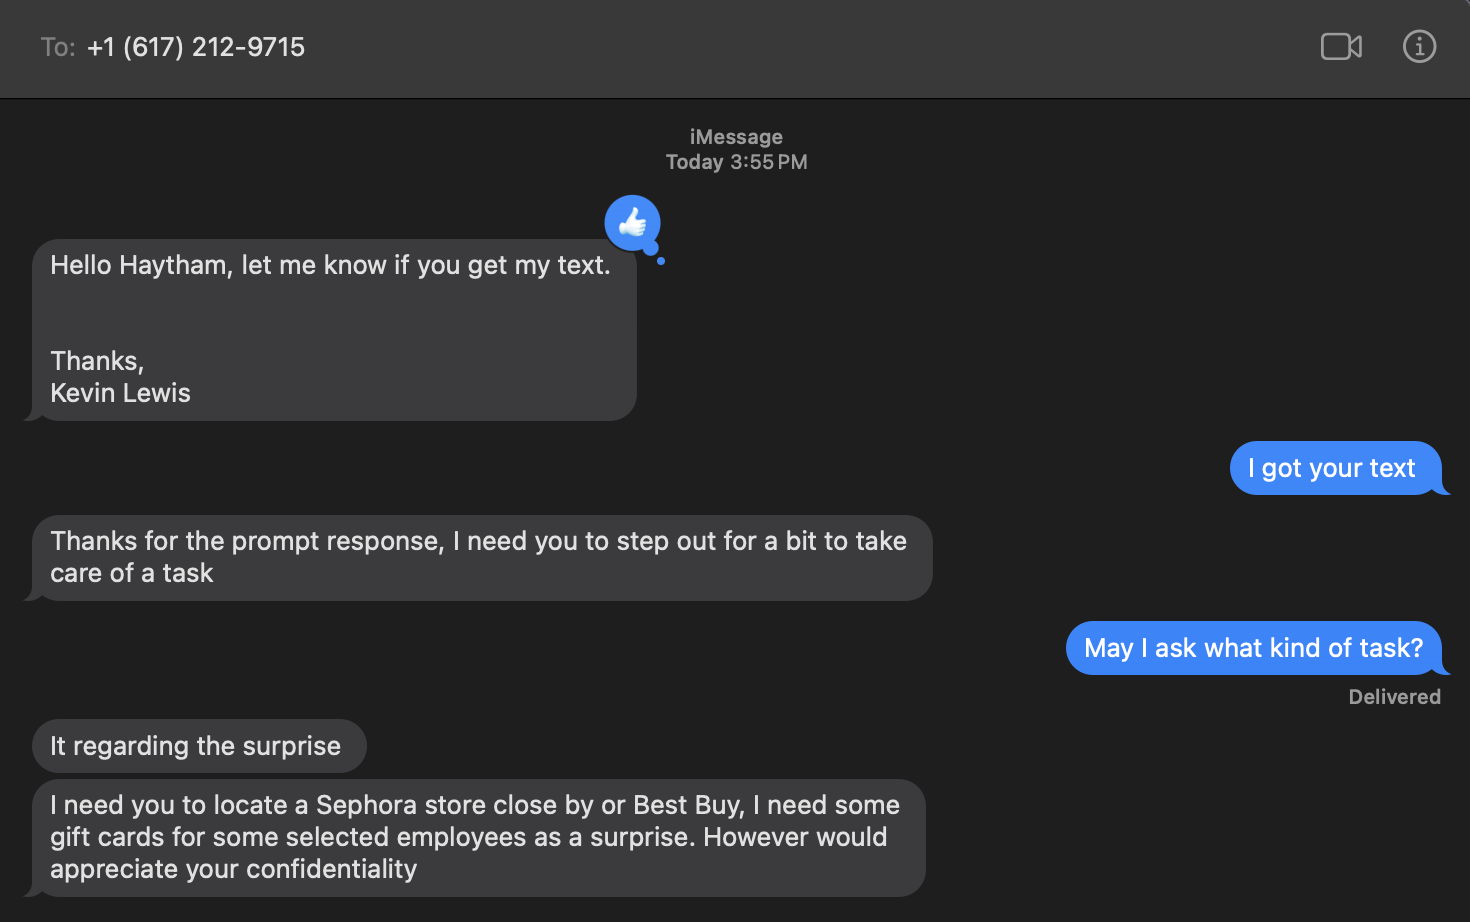 To: +1 (617) 212-9715
iMessage
Today 3:55 PM
Hello Haytham, let me know if you get my text.
Thanks,
Kevin Lewis
I got your text
Thanks for the prompt response, I need you to step out for a bit to take
care of a task
May I ask what kind of task?
Delivered
It regarding the surprise
I need you to locate a Sephora store close by or Best Buy, I need some
gift cards for some selected employees as a surprise. However would
appreciate your confidentiality